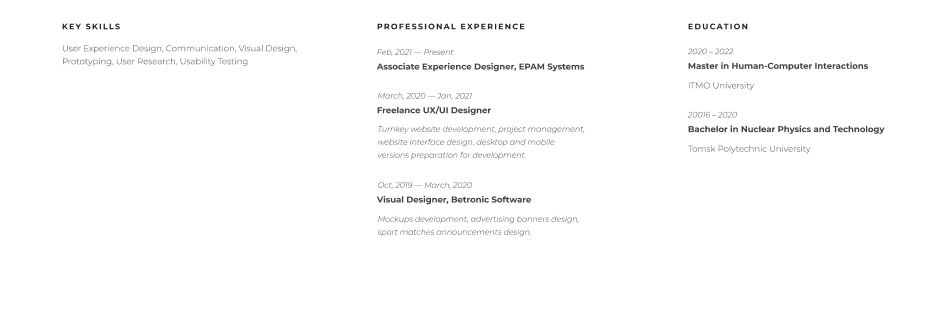 KEY SKILLS
User Experience Design, Communication, Visual Design,
Prototyping, User Research, Usability Testing
PROFESSIONAL EXPERIENCE
Feb, 2021 — Present
Associate Experience Designer, EPAM Systems
March, 2020 — Jan, 2021
Freelance UX/UI Designer
Turnkey website development, project management,
website interface design, desktop and mobile
versions preparation for development.
Oct, 2019 — March, 2020
Visual Designer, Betronic Software
Mockups development, advertising banners design,
sport matches announcements design.
EDUCATION
2020 – 2022
Master in Human-Computer Interactions
ITMO University
20016 – 2020
Bachelor in Nuclear Physics and Technology
Tomsk Polytechnic University